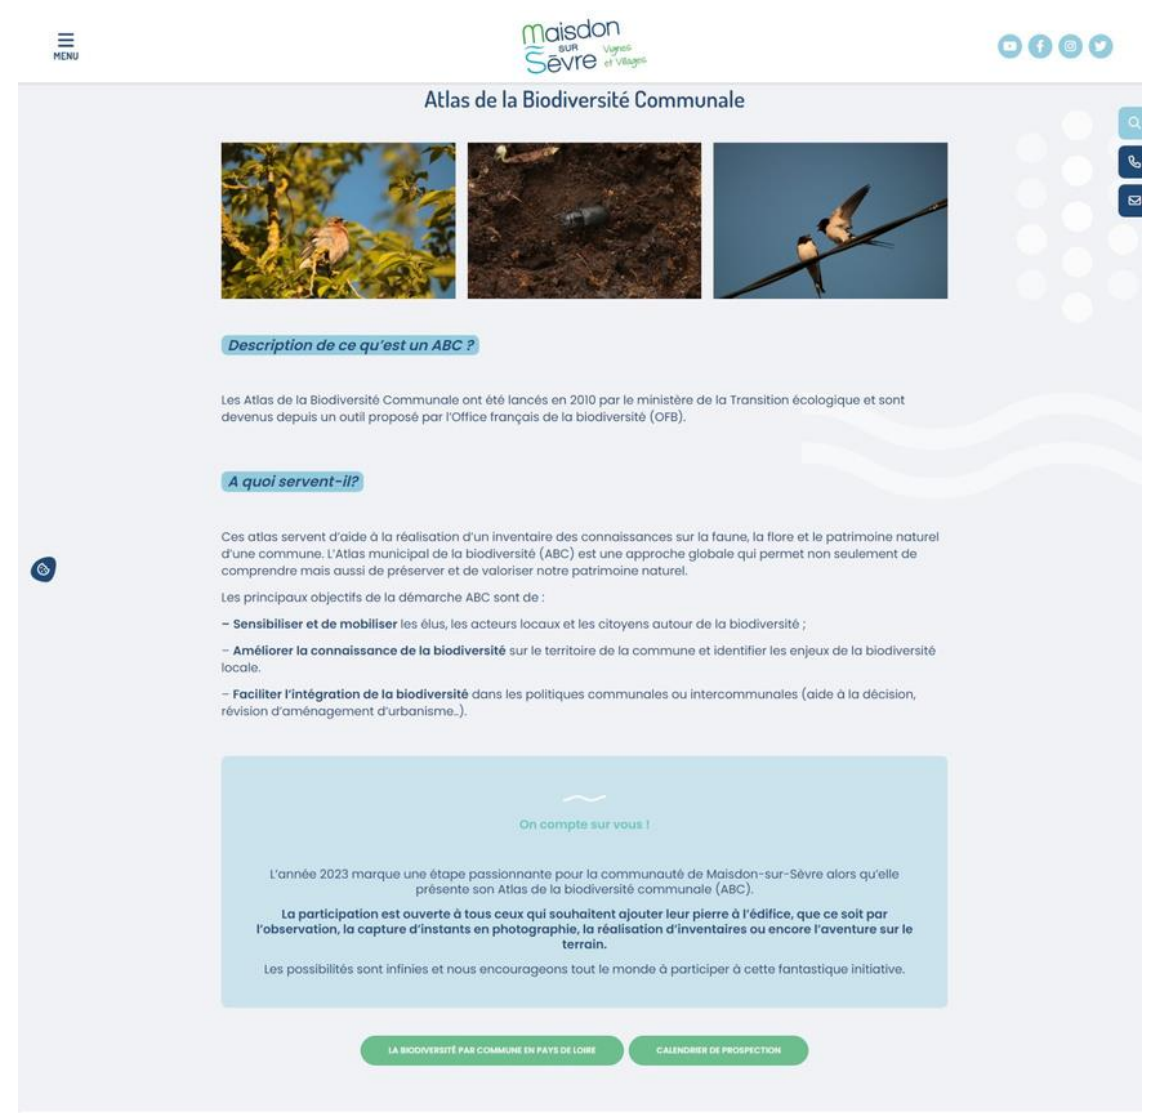 MENU
Maisdon
SUR
Sèvre
Vignes
et Villages
Atlas de la Biodiversité Communale
Description de ce qu'est un ABC ?
Les Atlas de la Biodiversité Communale ont été lancés en 2010 par le ministère de la Transition écologique et sont
devenus depuis un outil proposé par l'Office français de la biodiversité (OFB).
A quoi servent-il?
Ces atlas servent d'aide à la réalisation d'un inventaire des connaissances sur la faune, la flore et le patrimoine naturel
d'une commune. L'Atlas municipal de la biodiversité (ABC) est une approche globale qui permet non seulement de
comprendre mais aussi de préserver et de valoriser notre patrimoine naturel.
Les principaux objectifs de la démarche ABC sont de :
– Sensibiliser et de mobiliser les élus, les acteurs locaux et les citoyens autour de la biodiversité ;
– Améliorer la connaissance de la biodiversité sur le territoire de la commune et identifier les enjeux de la biodiversité
locale.
– Faciliter l'intégration de la biodiversité dans les politiques communales ou intercommunales (aide à la décision,
révision d'aménagement d'urbanisme..).
On compte sur vous !
L'année 2023 marque une étape passionnante pour la communauté de Maisdon-sur-Sèvre alors qu'elle
présente son Atlas de la biodiversité communale (ABC).
La participation est ouverte à tous ceux qui souhaitent ajouter leur pierre à l'édifice, que ce soit par
l'observation, la capture d'instants en photographie, la réalisation d'inventaires ou encore l'aventure sur le
terrain.
Les possibilités sont infinies et nous encourageons tout le monde à participer à cette fantastique initiative.
LA BIODIVERSITÉ PAR COMMUNE EN PAYS DE LOIRE
CALENDRIER DE PROSPECTION